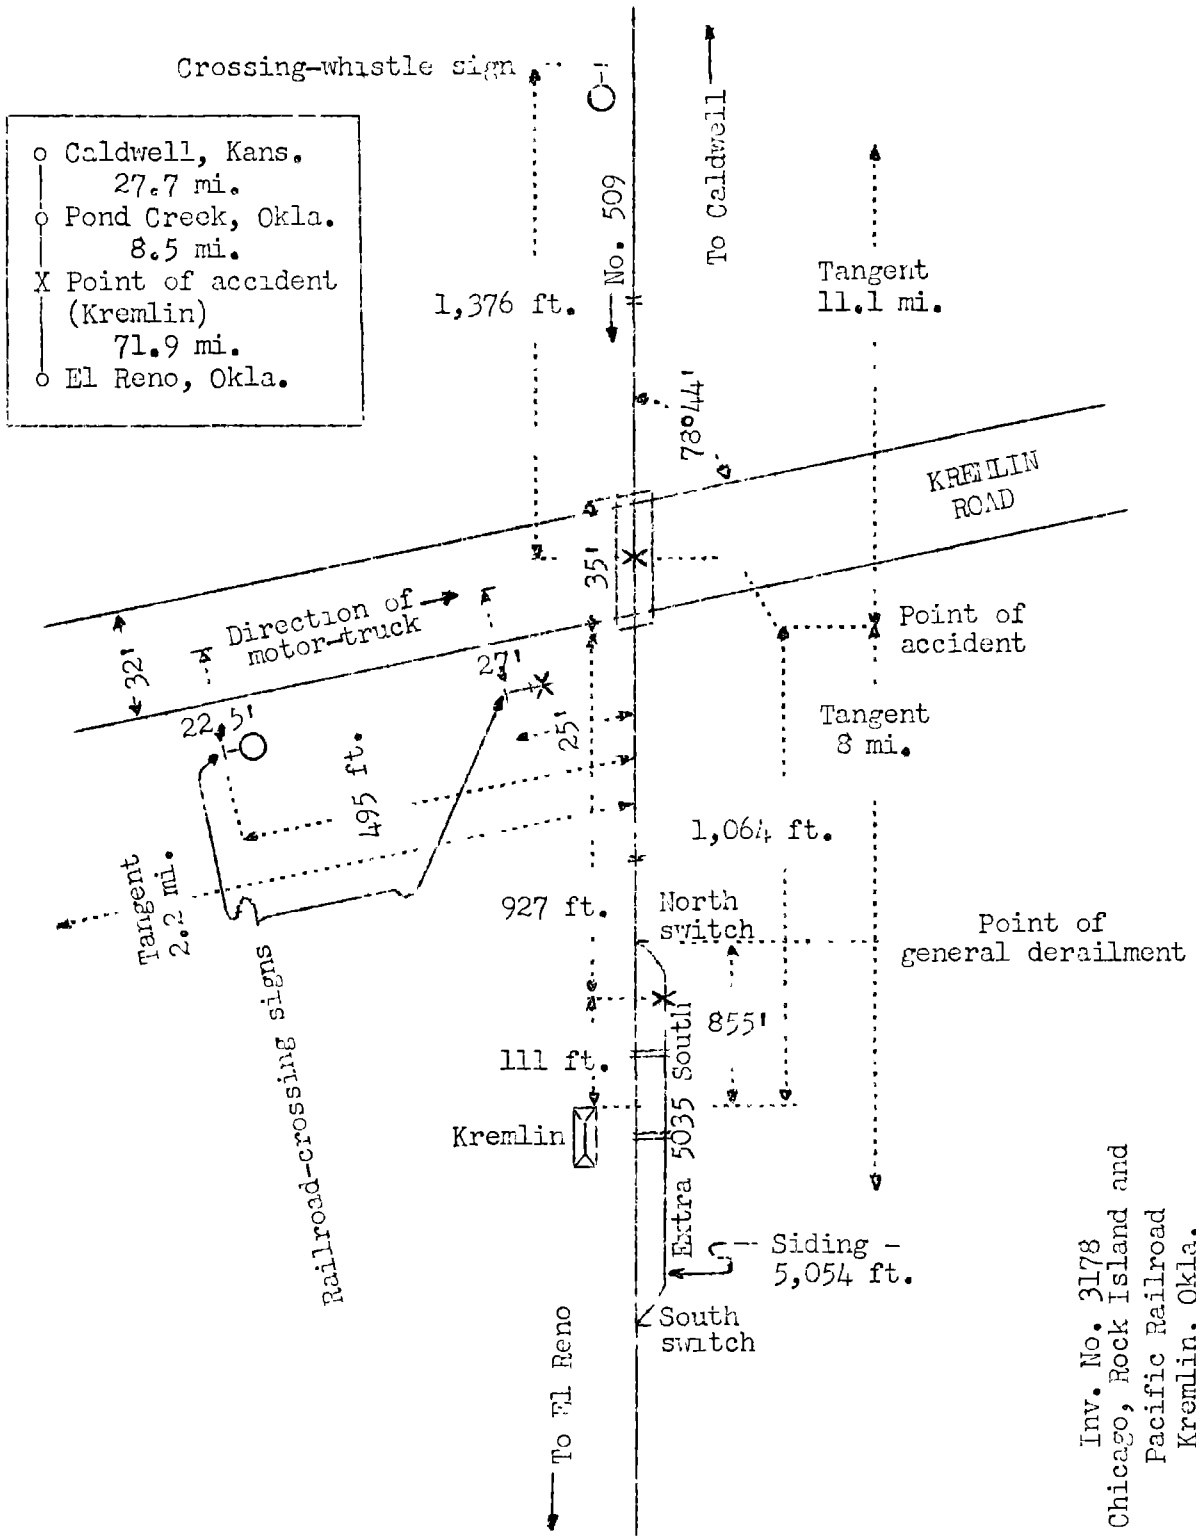 Crossing-whistle sign
Caldwell, Kans.
27.7 mi.
Pond Creek, Okla.
8.5 mi.
X Point of accident
(Kremlin)
71.9 mi.
El Reno, Okla.
To Caldwell
No. 509
1,376 ft.
Tangent
11.1 mi.
78°44'
KREMLIN
ROAD
35'
Direction of
motor-truck
32'
27'
22.5'
25'
495 ft.
Point of
accident
Tangent
8 mi.
1,064 ft.
Tangent
2.2 mi.
927 ft.
North
switch
Point of
general derailment
Railroad-crossing signs
855'
111 ft.
Kremlin
Extra 5035 South
Siding -
5,054 ft.
South
switch
To El Reno
Inv. No. 3178
Chicago, Rock Island and
Pacific Railroad
Kremlin, Okla.